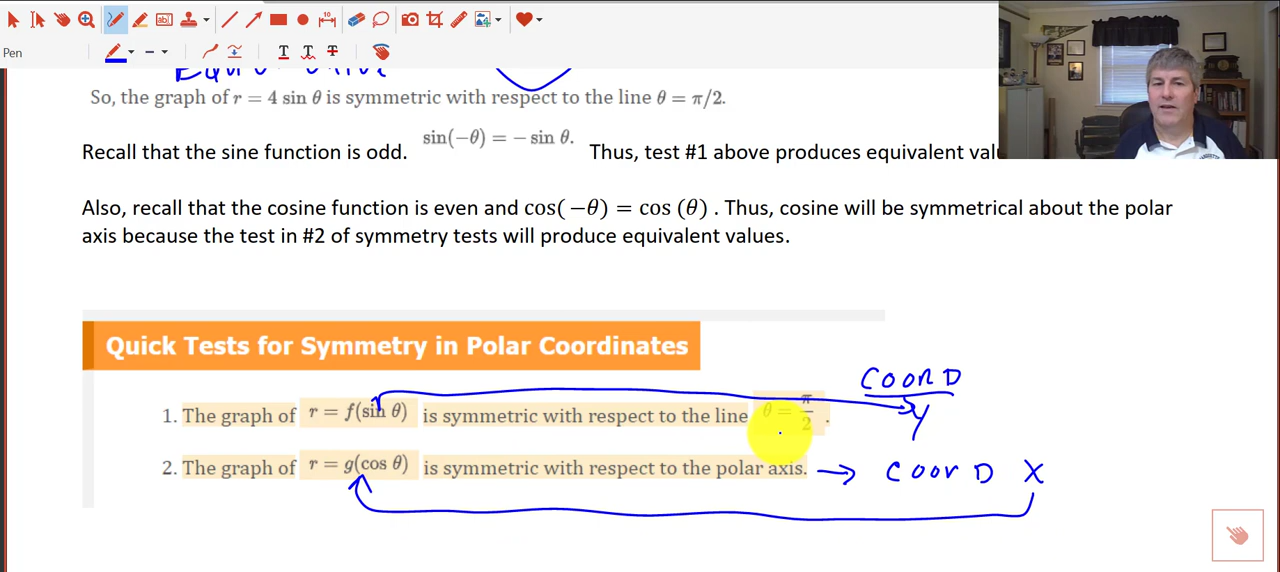 Pen
So, the graph of r = 4 sin θ is symmetric with respect to the line θ = π/2.
Recall that the sine function is odd. sin(−θ) = − sin θ. Thus, test #1 above produces equivalent
Also, recall that the cosine function is even and cos(−θ) = cos (θ) . Thus, cosine will be symmetrical about the polar
axis because the test in #2 of symmetry tests will produce equivalent values.
Quick Tests for Symmetry in Polar Coordinates
COORD
1. The graph of r = f(sin θ) is symmetric with respect to the line θ = π/2 . Y
2. The graph of r = g(cos θ) is symmetric with respect to the polar axis. → COORD X